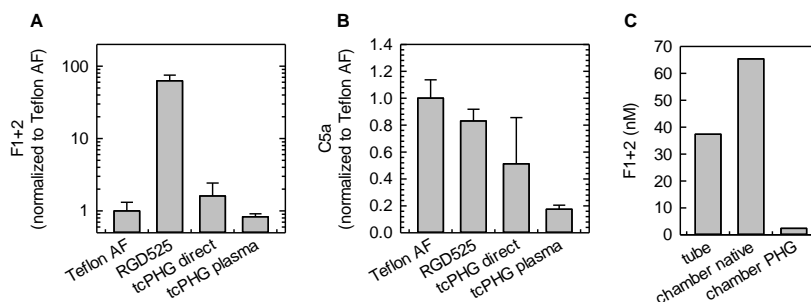 A
F1+2
(normalized to Teflon AF)
100
10
1
Teflon AF
RGD525
tcPHG direct
tcPHG plasma
B
C5a
(normalized to Teflon AF)
1.4
1.2
1.0
0.8
0.6
0.4
0.2
0.0
Teflon AF
RGD525
tcPHG direct
tcPHG plasma
C
F1+2 (nM)
70
60
50
40
30
20
10
0
tube
chamber native
chamber PHG